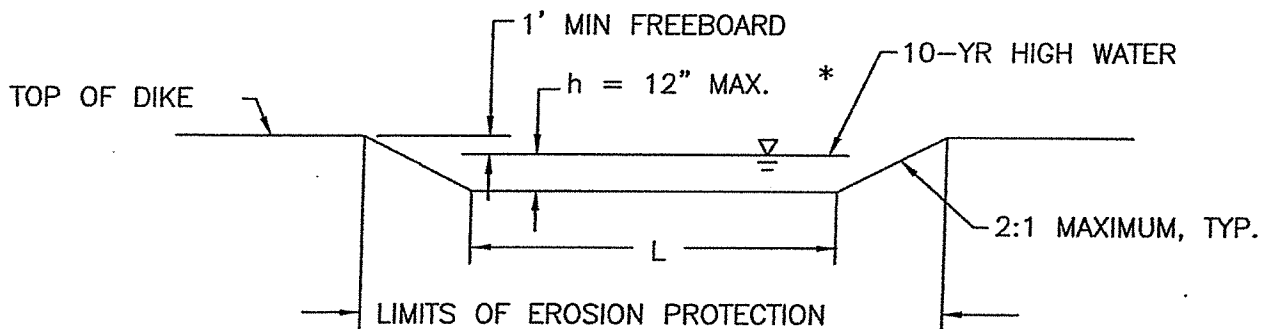 1' MIN FREEBOARD
10-YR HIGH WATER
h = 12" MAX. *
TOP OF DIKE
2:1 MAXIMUM, TYP.
L
LIMITS OF EROSION PROTECTION